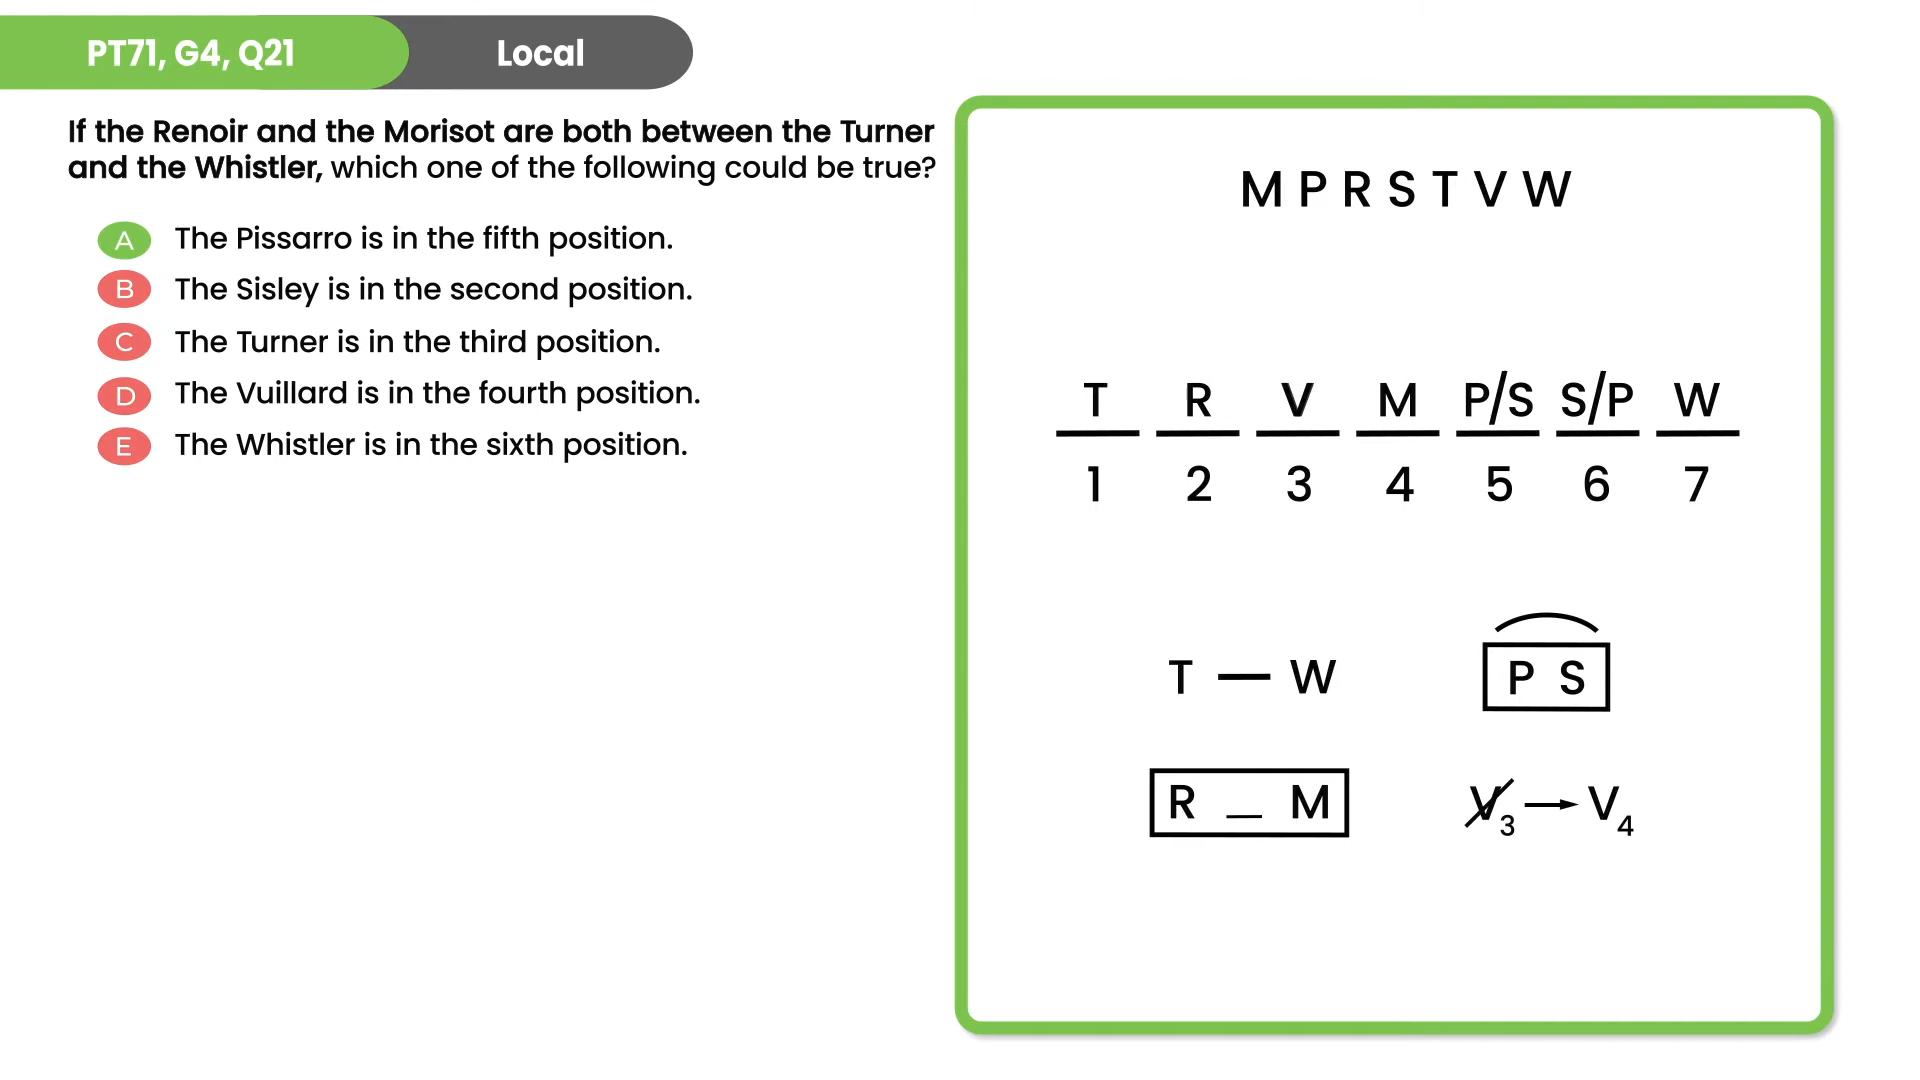 PT71, G4, Q21 Local
If the Renoir and the Morisot are both between the Turner
and the Whistler, which one of the following could be true?
A The Pissarro is in the fifth position.
B The Sisley is in the second position.
C The Turner is in the third position.
D The Vuillard is in the fourth position.
E The Whistler is in the sixth position.
M P R S T V W
T R V M P/S S/P W
1 2 3 4 5 6 7
T — W
P S
R _ M
V3 → V4